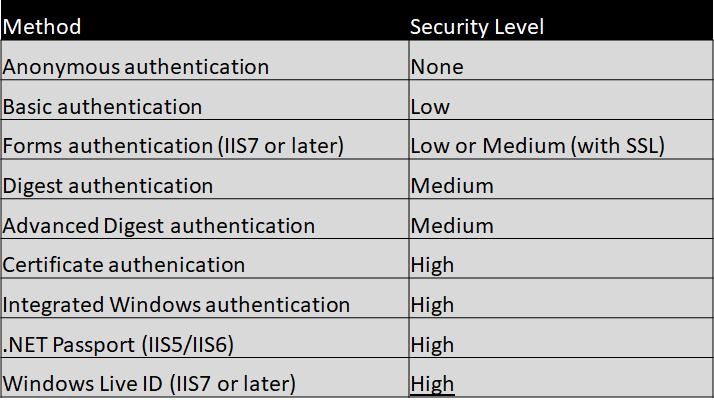 Method Security Level
Anonymous authentication None
Basic authentication Low
Forms authentication (IIS7 or later) Low or Medium (with SSL)
Digest authentication Medium
Advanced Digest authentication Medium
Certificate authenication High
Integrated Windows authentication High
.NET Passport (IIS5/IIS6) High
Windows Live ID (IIS7 or later) High